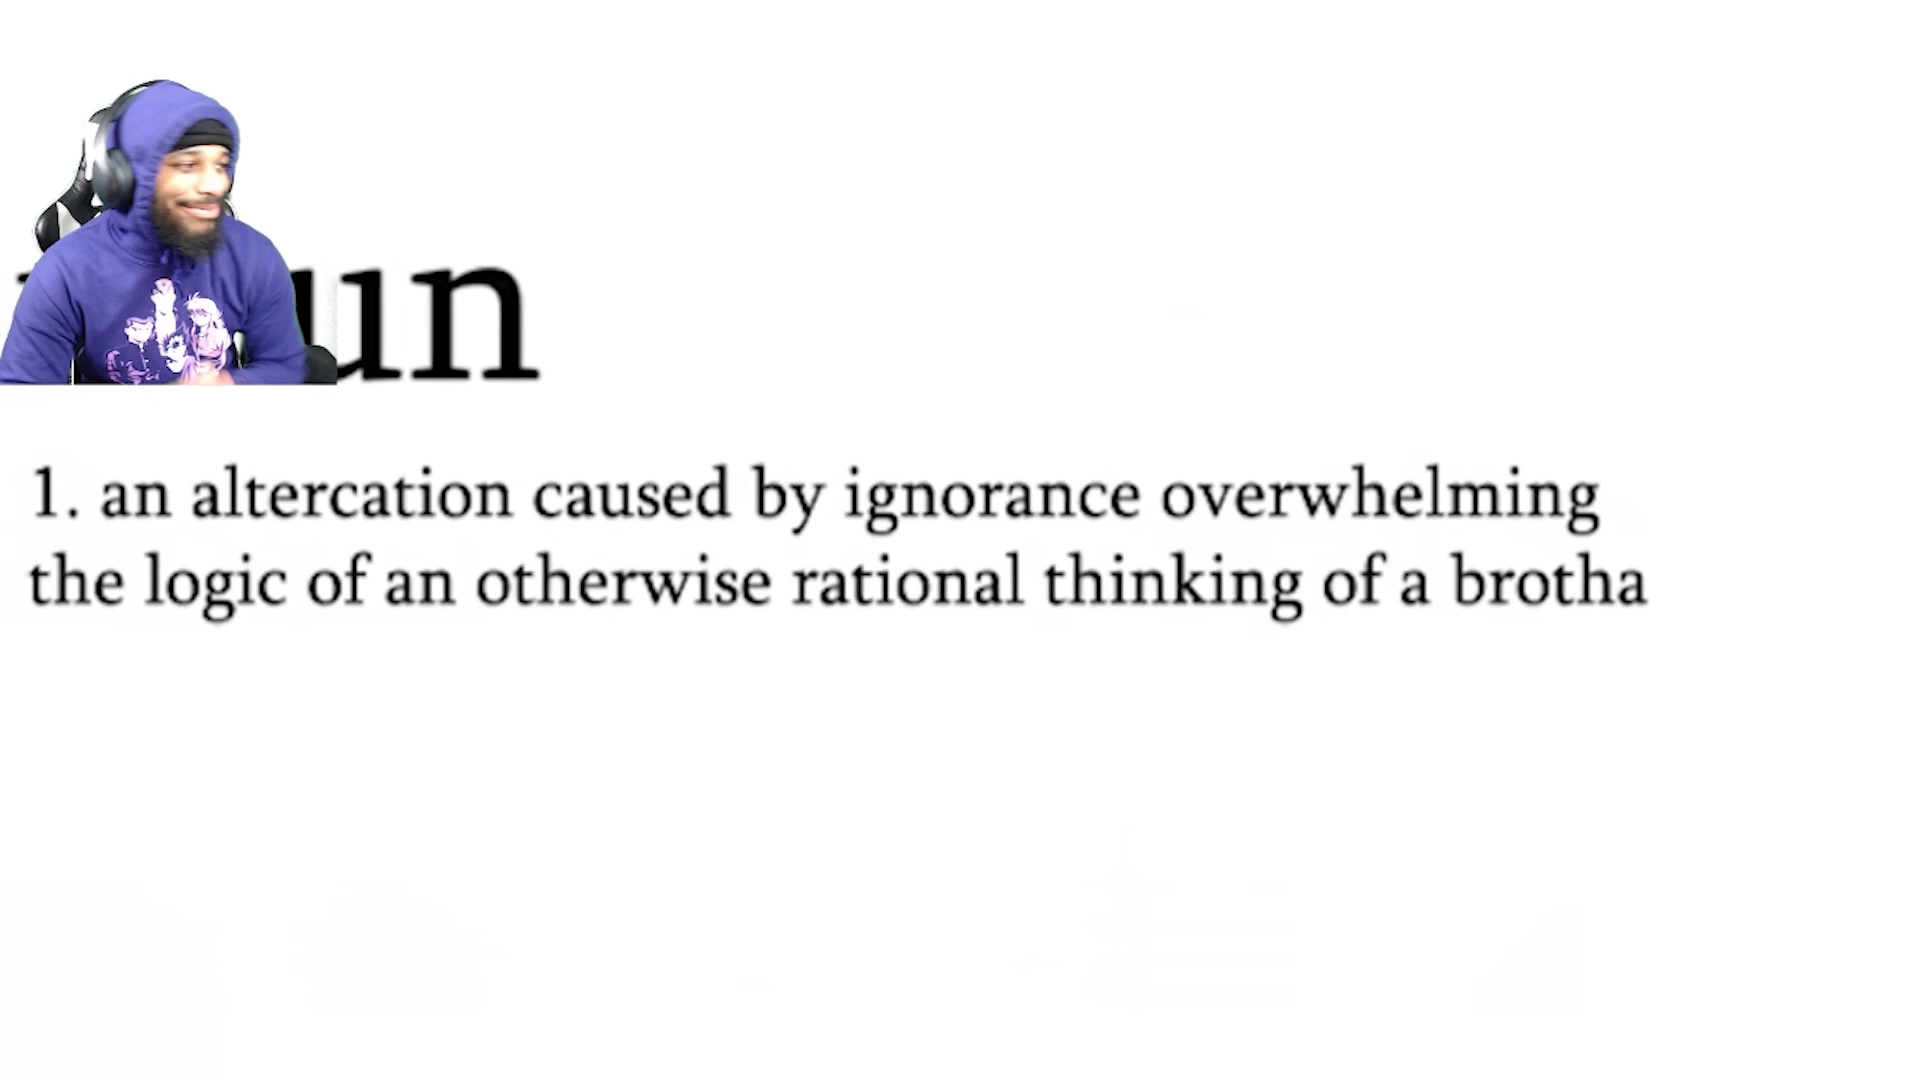 un
1. an altercation caused by ignorance overwhelming
the logic of an otherwise rational thinking of a brotha